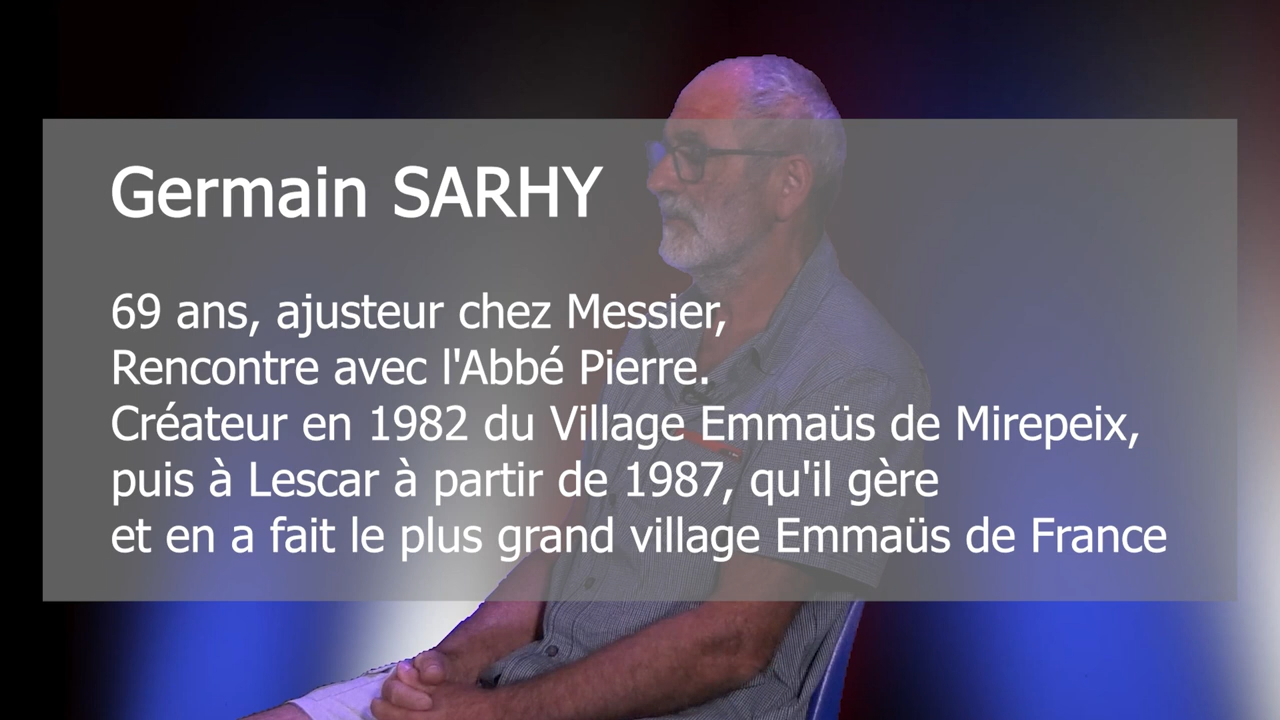 Germain SARHY
69 ans, ajusteur chez Messier,
Rencontre avec l'Abbé Pierre.
Créateur en 1982 du Village Emmaüs de Mirepeix,
puis à Lescar à partir de 1987, qu'il gère
et en a fait le plus grand village Emmaüs de France